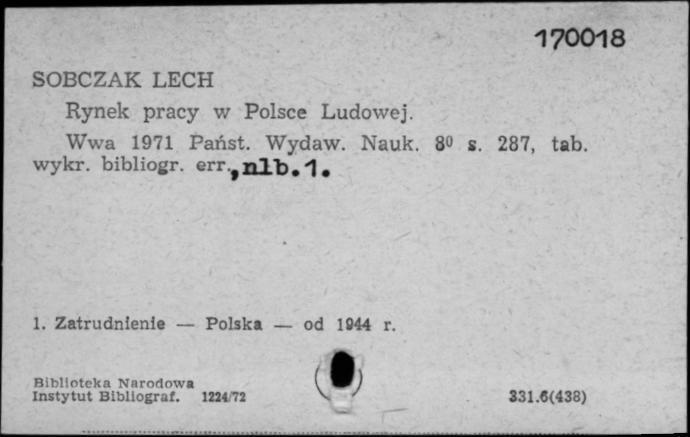 170018
SOBCZAK LECH
Rynek pracy w Polsce Ludowej.
Wwa 1971 Państ. Wydaw. Nauk. 8⁰ s. 287, tab.
wykr. bibliogr. err., nlb.1.
1. Zatrudnienie — Polska — od 1944 r.
Biblioteka Narodowa
Instytut Bibliograf. 1224/72
331.6(438)